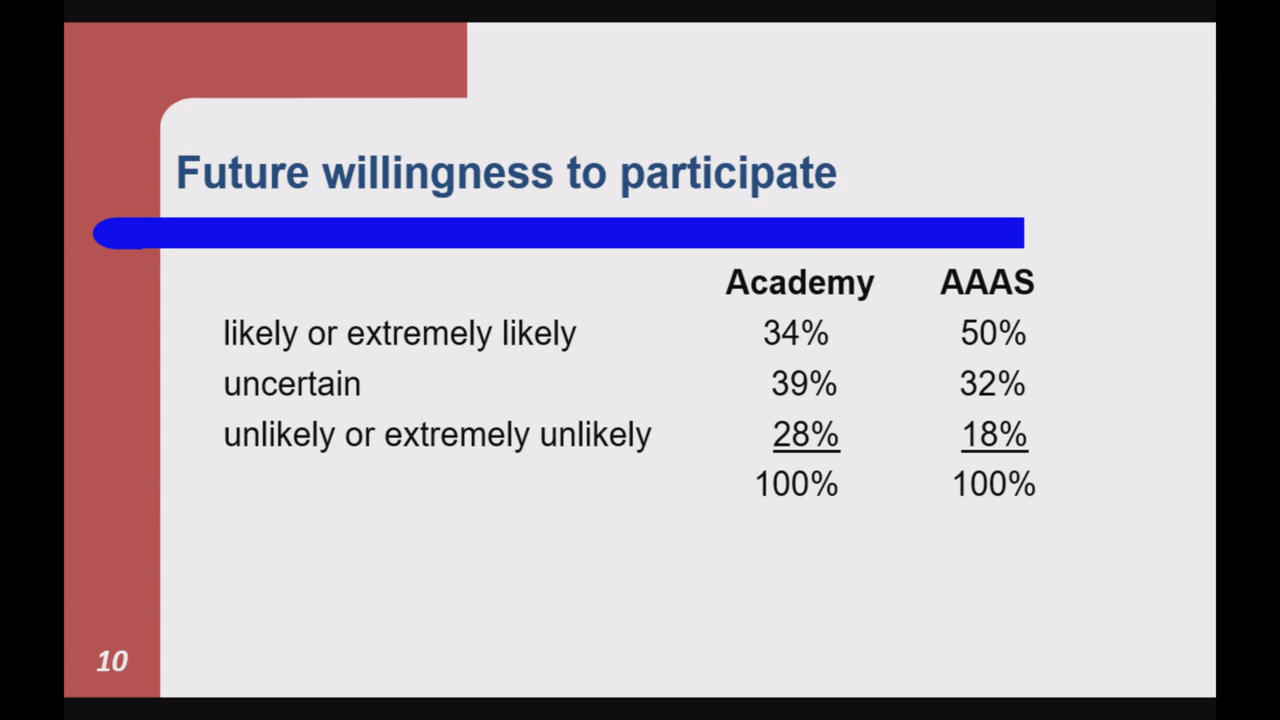 Future willingness to participate
Academy AAAS
likely or extremely likely 34% 50%
uncertain 39% 32%
unlikely or extremely unlikely 28% 18%
100% 100%
10